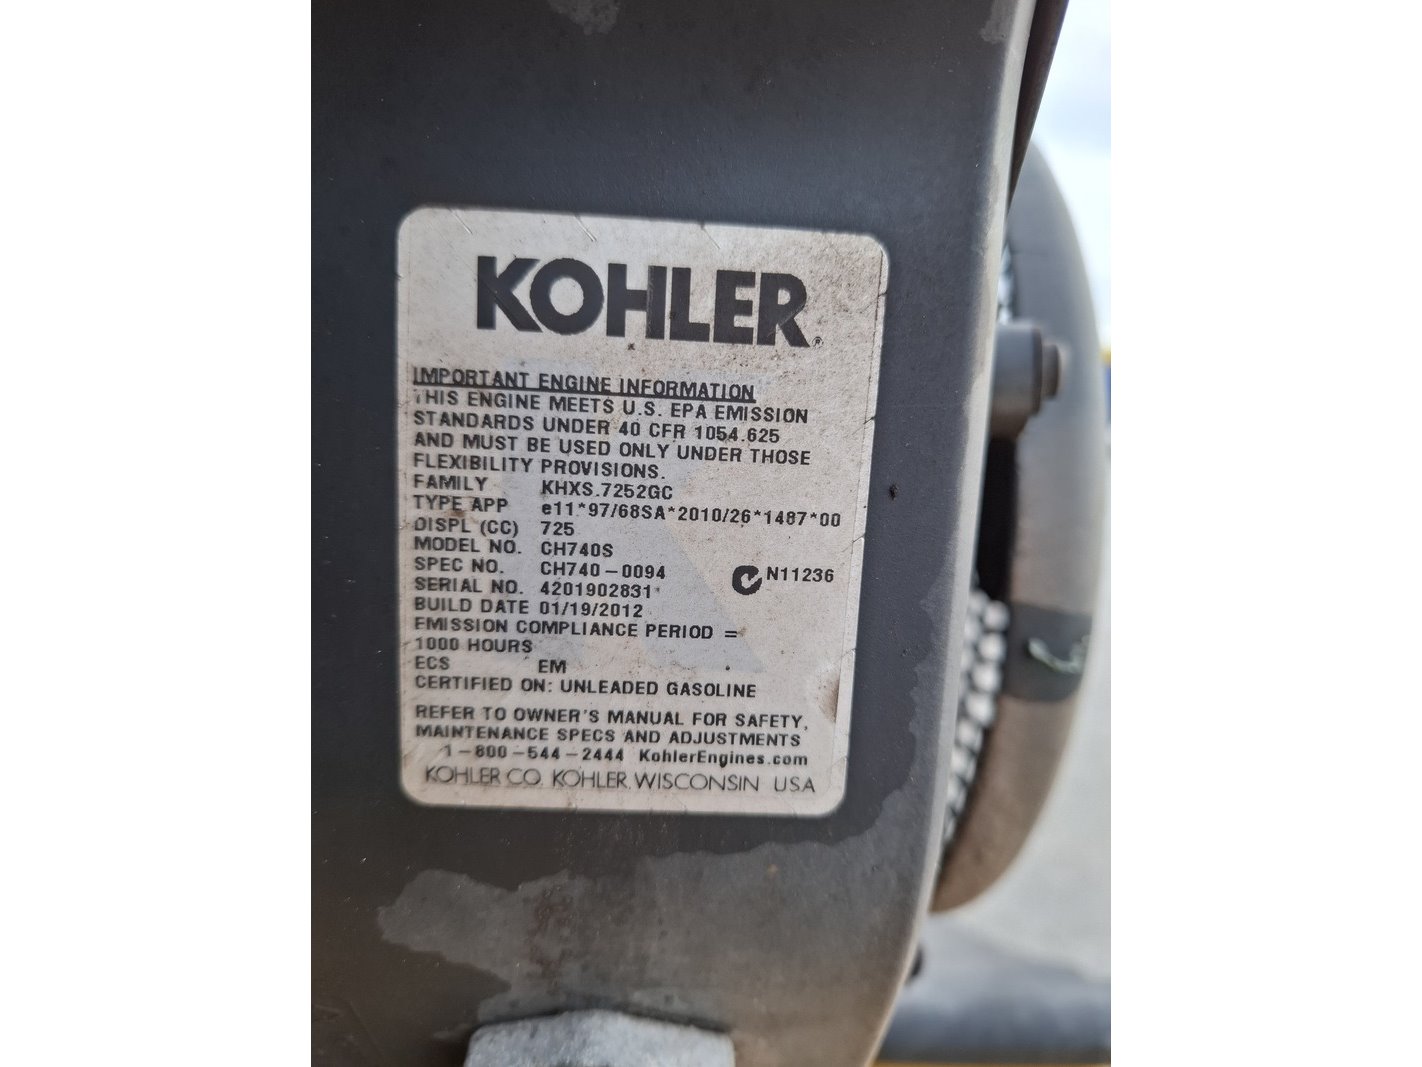 KOHLER®
IMPORTANT ENGINE INFORMATION
THIS ENGINE MEETS U.S. EPA EMISSION
STANDARDS UNDER 40 CFR 1054.625
AND MUST BE USED ONLY UNDER THOSE
FLEXIBILITY PROVISIONS.
FAMILY KHXS.7252GC
TYPE APP e11*97/68SA*2010/26*1487*00
DISPL (CC) 725
MODEL NO. CH740S
SPEC NO. CH740-0094
N11236
SERIAL NO. 4201902831
BUILD DATE 01/19/2012
EMISSION COMPLIANCE PERIOD =
1000 HOURS
ECS EM
CERTIFIED ON: UNLEADED GASOLINE
REFER TO OWNER'S MANUAL FOR SAFETY,
MAINTENANCE SPECS AND ADJUSTMENTS
1-800-544-2444 KohlerEngines.com
KOHLER CO. KOHLER, WISCONSIN USA